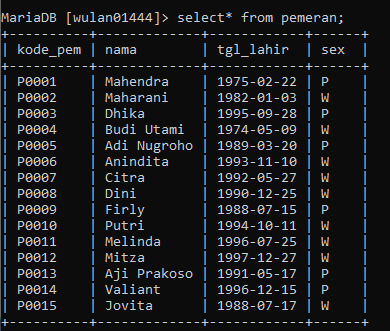 MariaDB [wulan01444]> select* from pemeran;
+----------+-------------+------------+------+
| kode_pem | nama        | tgl_lahir  | sex  |
+----------+-------------+------------+------+
| P0001    | Mahendra    | 1975-02-22 | P    |
| P0002    | Maharani    | 1982-01-03 | W    |
| P0003    | Dhika       | 1995-09-28 | P    |
| P0004    | Budi Utami  | 1974-05-09 | W    |
| P0005    | Adi Nugroho | 1989-03-20 | P    |
| P0006    | Anindita    | 1993-11-10 | W    |
| P0007    | Citra       | 1992-05-27 | W    |
| P0008    | Dini        | 1990-12-25 | W    |
| P0009    | Firly       | 1988-07-15 | P    |
| P0010    | Putri       | 1994-10-11 | W    |
| P0011    | Melinda     | 1996-07-25 | W    |
| P0012    | Mitza       | 1997-12-27 | W    |
| P0013    | Aji Prakoso | 1991-05-17 | P    |
| P0014    | Valiant     | 1996-12-15 | P    |
| P0015    | Jovita      | 1988-07-17 | W    |
+----------+-------------+------------+------+